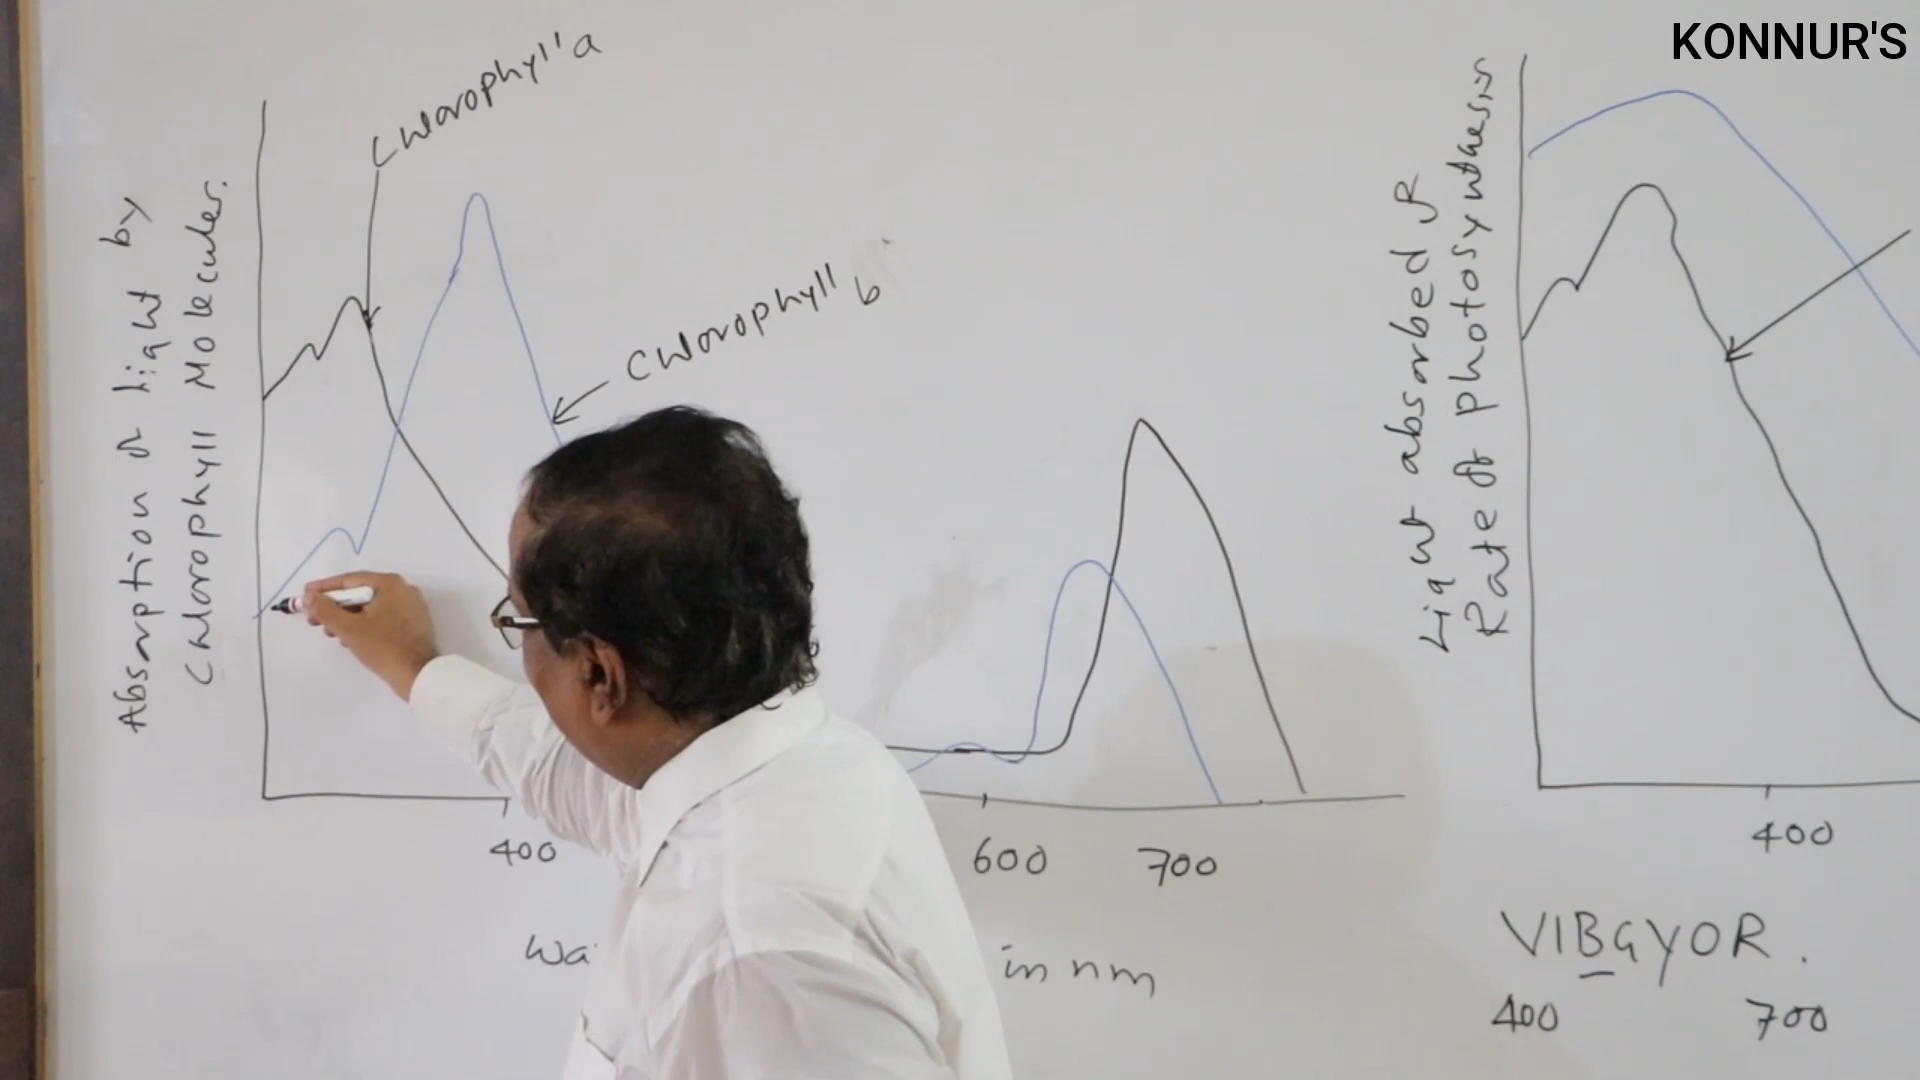 KONNUR'S
Chlorophyll a
Absorption of light by
Chlorophyll Molecules.
Chlorophyll b
400
600
700
in nm
Light absorbed &
Rate of photosynthesis
400
VIBGYOR.
400 700